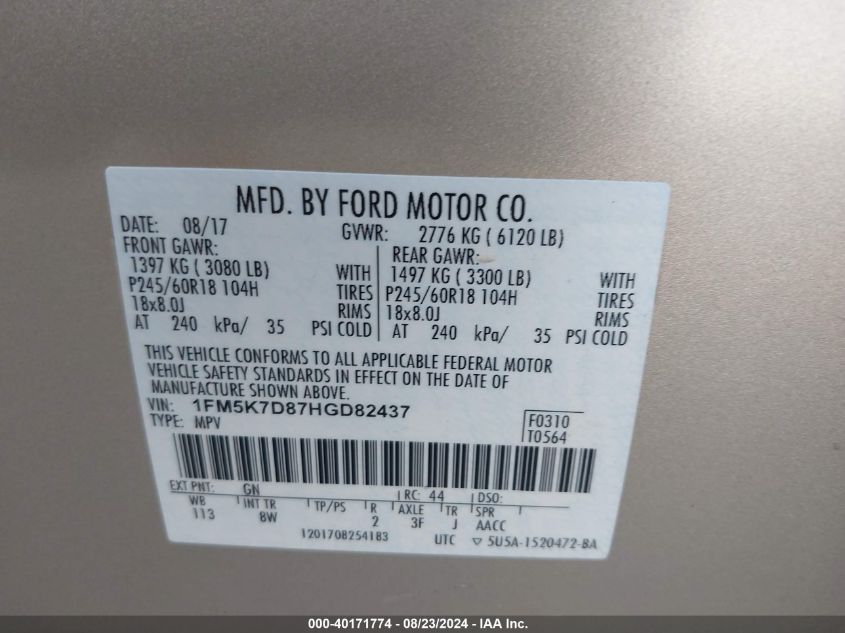 MFD. BY FORD MOTOR CO.
DATE: 08/17 GVWR: 2776 KG ( 6120 LB)
FRONT GAWR: REAR GAWR:
1397 KG ( 3080 LB) WITH 1497 KG ( 3300 LB) WITH
P245/60R18 104H TIRES P245/60R18 104H TIRES
18x8.0J RIMS 18x8.0J RIMS
AT 240 kPa/ 35 PSI COLD AT 240 kPa/ 35 PSI COLD
THIS VEHICLE CONFORMS TO ALL APPLICABLE FEDERAL MOTOR
VEHICLE SAFETY STANDARDS IN EFFECT ON THE DATE OF
MANUFACTURE SHOWN ABOVE.
VIN: 1FM5K7D87HGD82437 F0310
TYPE: MPV T0564
EXT PNT: GN RC: 44 DSO:
WB INT TR TP/PS R AXLE TR SPR
113 8W 2 3F J AACC
1201708254183 UTC ▽ 5U5A-1520472-BA
000-40171774 | 08/23/2024 - IAA Inc.